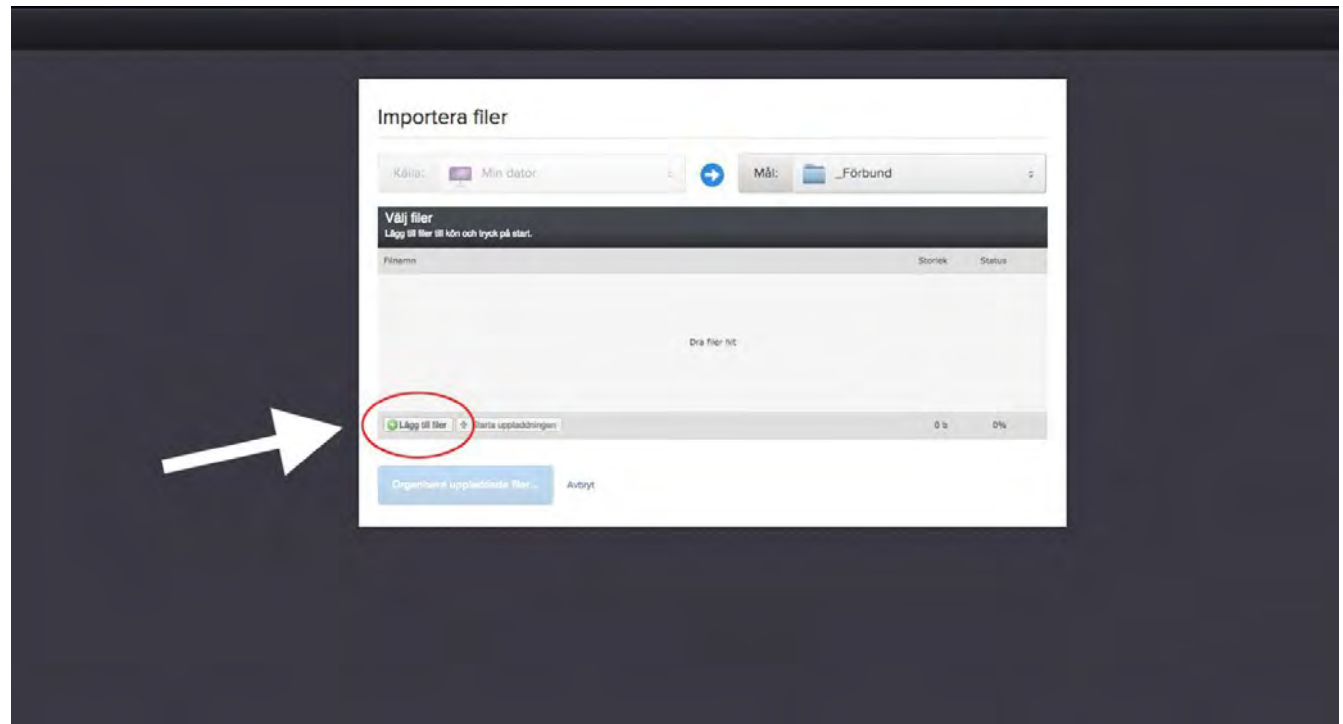 Importera filer
Källa: Min dator Mål: _Förbund
Välj filer
Lägg till filer till kön och tryck på start.
Filnamn Storlek Status
Dra filer hit
Lägg till filer Starta uppladdningen 0 b 0%
Organisera uppladdade filer... Avbryt